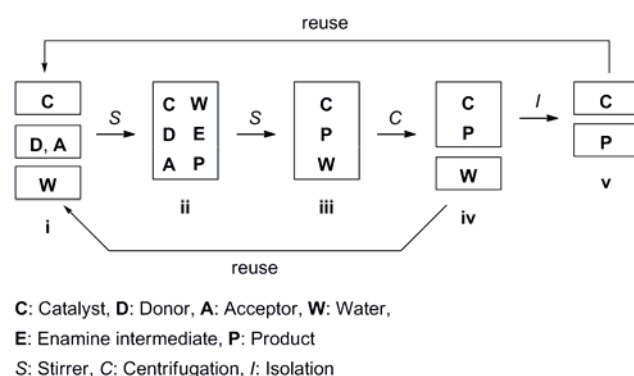 reuse
C
D, A
W
i
S
C W
D E
A P
ii
S
C
P
W
iii
C
C
P
W
iv
I
C
P
v
reuse
C: Catalyst, D: Donor, A: Acceptor, W: Water,
E: Enamine intermediate, P: Product
S: Stirrer, C: Centrifugation, I: Isolation